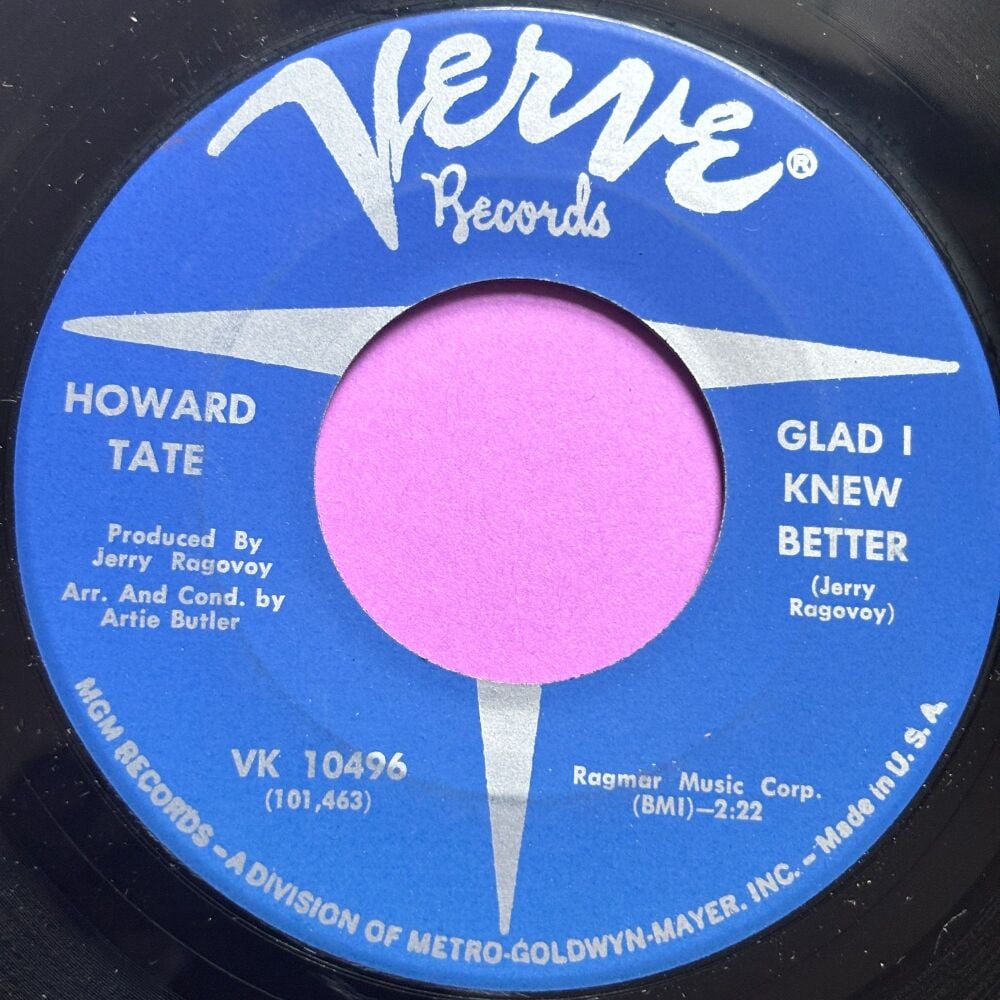 Verve®
Records
HOWARD
TATE
Produced By
Jerry Ragovoy
Arr. And Cond. by
Artie Butler
GLAD I
KNEW
BETTER
(Jerry
Ragovoy)
VK 10496
(101,463)
Ragmar Music Corp.
(BMI)—2:22
MGM RECORDS – A DIVISION OF METRO-GOLDWYN-MAYER. INC. – Made in U.S.A